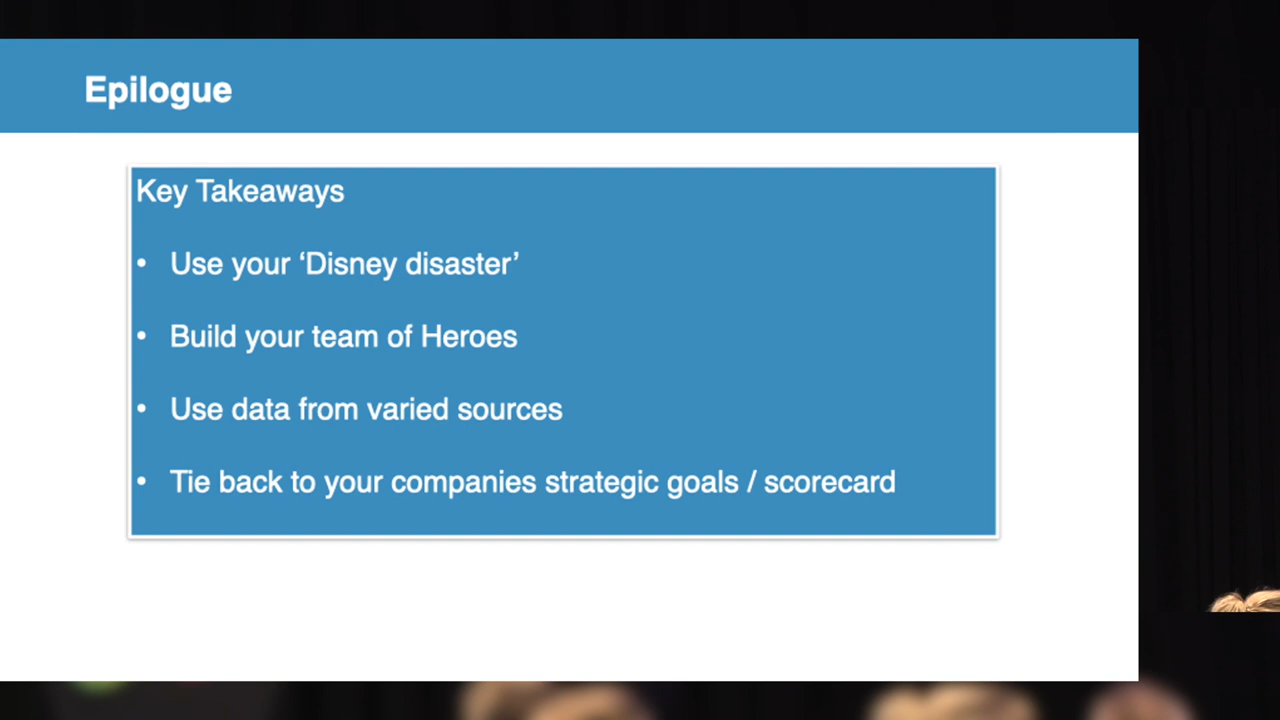 Epilogue
Key Takeaways
• Use your ‘Disney disaster’
• Build your team of Heroes
• Use data from varied sources
• Tie back to your companies strategic goals / scorecard